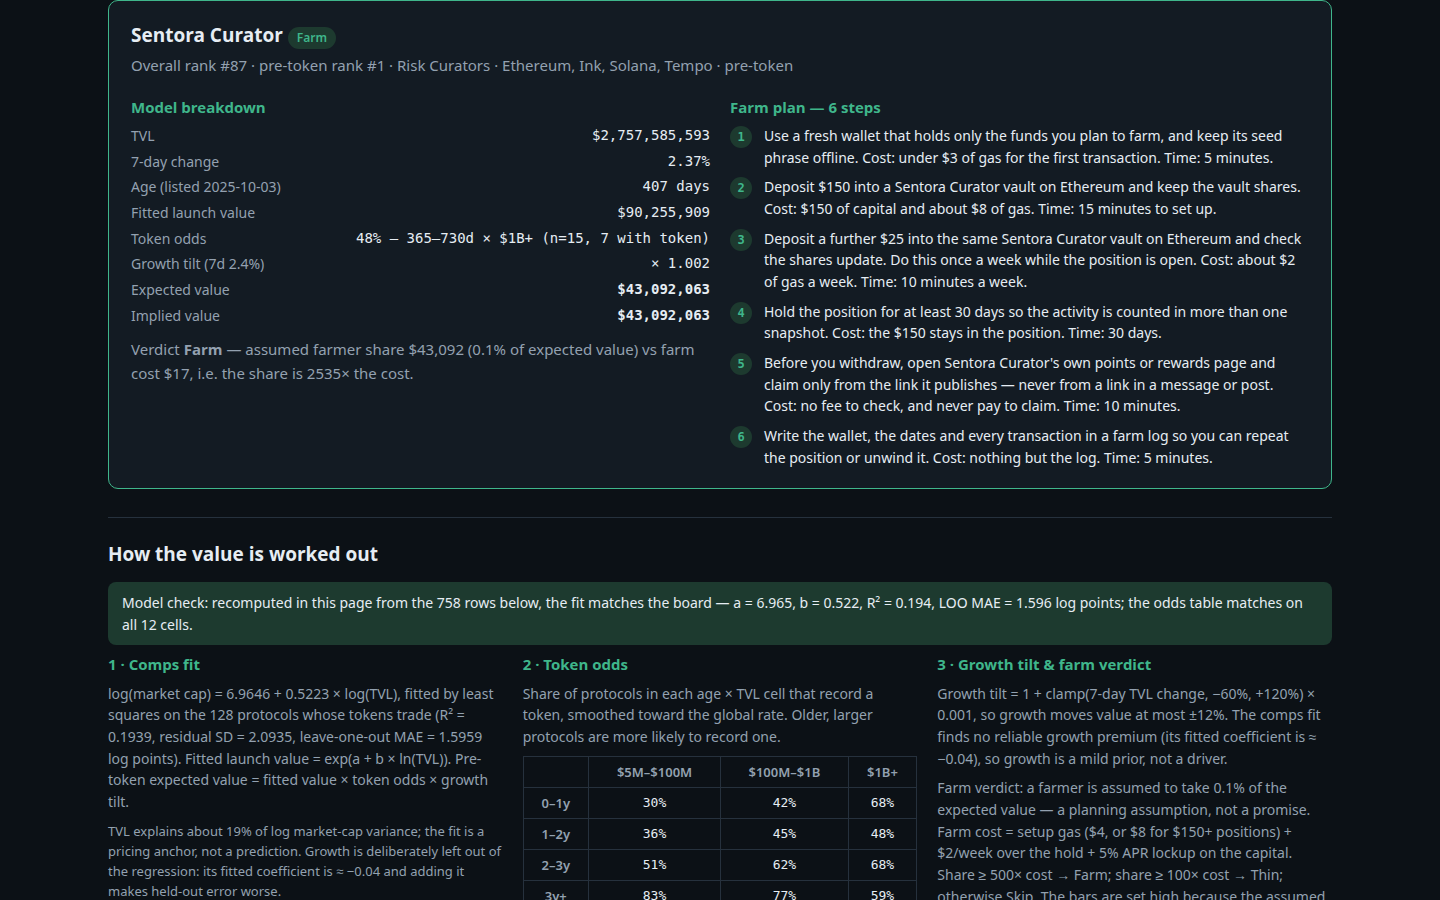 Sentora Curator Farm
Overall rank #87 · pre-token rank #1 · Risk Curators · Ethereum, Ink, Solana, Tempo · pre-token
Model breakdown
TVL $2,757,585,593
7-day change 2.37%
Age (listed 2025-10-03) 407 days
Fitted launch value $90,255,909
Token odds 48% — 365–730d × $1B+ (n=15, 7 with token)
Growth tilt (7d 2.4%) × 1.002
Expected value $43,092,063
Implied value $43,092,063
Verdict Farm — assumed farmer share $43,092 (0.1% of expected value) vs farm
cost $17, i.e. the share is 2535× the cost.
Farm plan — 6 steps
1 Use a fresh wallet that holds only the funds you plan to farm, and keep its seed
phrase offline. Cost: under $3 of gas for the first transaction. Time: 5 minutes.
2 Deposit $150 into a Sentora Curator vault on Ethereum and keep the vault shares.
Cost: $150 of capital and about $8 of gas. Time: 15 minutes to set up.
3 Deposit a further $25 into the same Sentora Curator vault on Ethereum and check
the shares update. Do this once a week while the position is open. Cost: about $2
of gas a week. Time: 10 minutes a week.
4 Hold the position for at least 30 days so the activity is counted in more than one
snapshot. Cost: the $150 stays in the position. Time: 30 days.
5 Before you withdraw, open Sentora Curator's own points or rewards page and
claim only from the link it publishes — never from a link in a message or post.
Cost: no fee to check, and never pay to claim. Time: 10 minutes.
6 Write the wallet, the dates and every transaction in a farm log so you can repeat
the position or unwind it. Cost: nothing but the log. Time: 5 minutes.
How the value is worked out
Model check: recomputed in this page from the 758 rows below, the fit matches the board — a = 6.965, b = 0.522, R² = 0.194, LOO MAE = 1.596 log points; the odds table matches on
all 12 cells.
1 · Comps fit
log(market cap) = 6.9646 + 0.5223 × log(TVL), fitted by least
squares on the 128 protocols whose tokens trade (R² =
0.1939, residual SD = 2.0935, leave-one-out MAE = 1.5959
log points). Fitted launch value = exp(a + b × ln(TVL)). Pre-
token expected value = fitted value × token odds × growth
tilt.
TVL explains about 19% of log market-cap variance; the fit is a
pricing anchor, not a prediction. Growth is deliberately left out of
the regression: its fitted coefficient is ≈ −0.04 and adding it
makes held-out error worse.
2 · Token odds
Share of protocols in each age × TVL cell that record a
token, smoothed toward the global rate. Older, larger
protocols are more likely to record one.
$5M–$100M $100M–$1B $1B+
0–1y 30% 42% 68%
1–2y 36% 45% 48%
2–3y 51% 62% 68%
3y+ 83% 77% 59%
3 · Growth tilt & farm verdict
Growth tilt = 1 + clamp(7-day TVL change, −60%, +120%) ×
0.001, so growth moves value at most ±12%. The comps fit
finds no reliable growth premium (its fitted coefficient is ≈
−0.04), so growth is a mild prior, not a driver.
Farm verdict: a farmer is assumed to take 0.1% of the
expected value — a planning assumption, not a promise.
Farm cost = setup gas ($4, or $8 for $150+ positions) +
$2/week over the hold + 5% APR lockup on the capital.
Share ≥ 500× cost → Farm; share ≥ 100× cost → Thin;
otherwise Skip. The bars are set high because the assumed